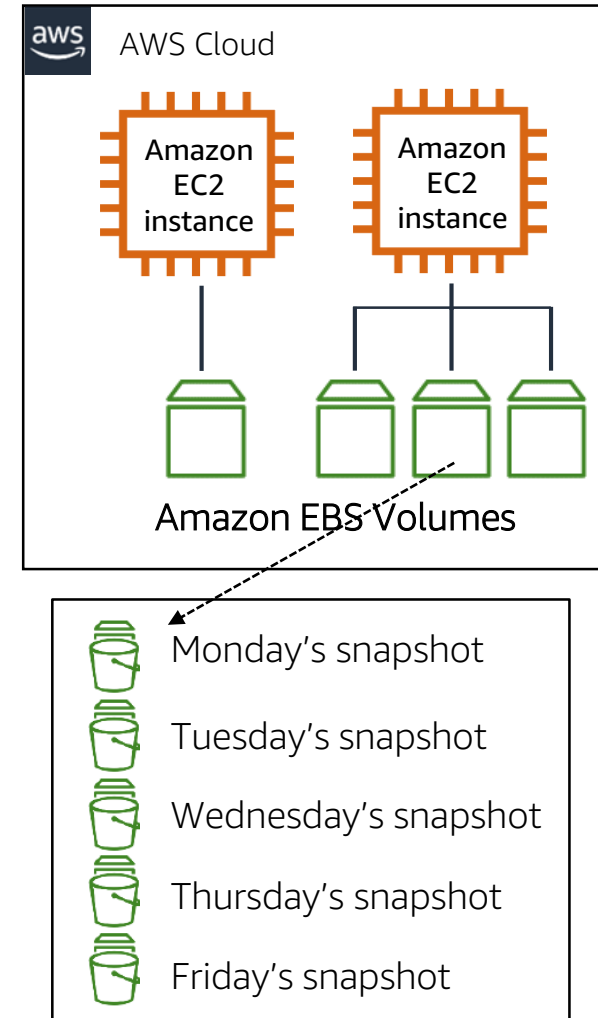 aws
AWS Cloud
Amazon
EC2
instance
Amazon
EC2
instance
Amazon EBS Volumes
Monday’s snapshot
Tuesday’s snapshot
Wednesday’s snapshot
Thursday’s snapshot
Friday’s snapshot